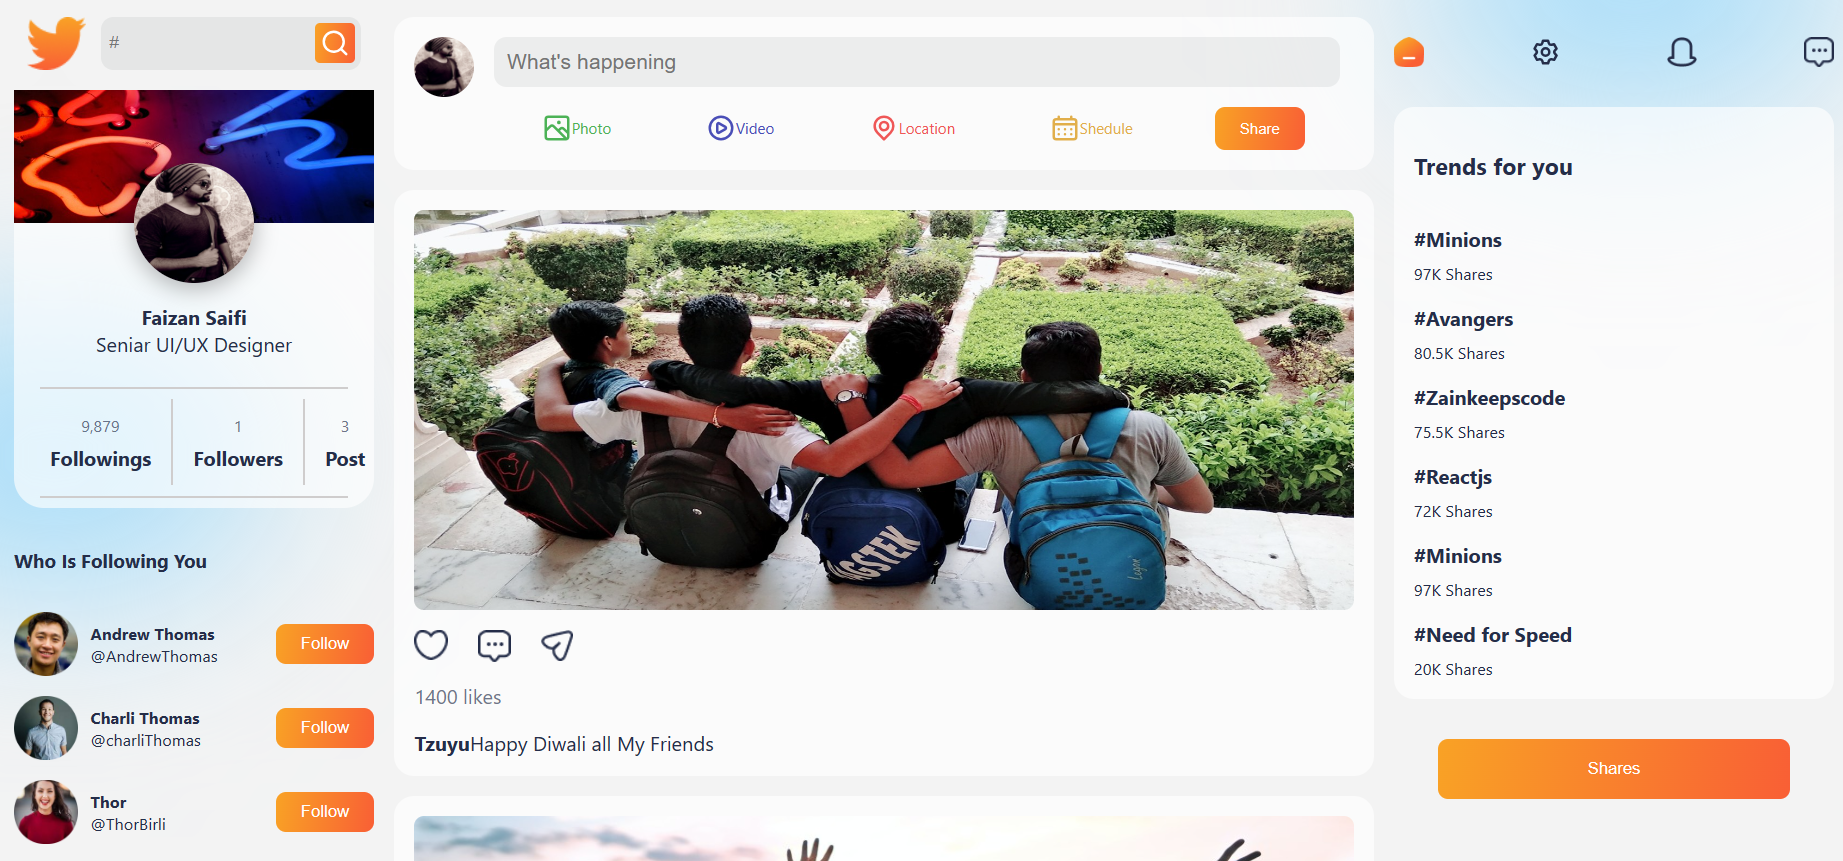 #
Faizan Saifi
Seniar UI/UX Designer
9,879
Followings
1
Followers
3
Post
Who Is Following You
Andrew Thomas
@AndrewThomas
Follow
Charli Thomas
@charliThomas
Follow
Thor
@ThorBirli
Follow
What's happening
Photo
Video
Location
Shedule
Share
AGSTEK
Legend
1400 likes
TzuyuHappy Diwali all My Friends
Trends for you
#Minions
97K Shares
#Avangers
80.5K Shares
#Zainkeepscode
75.5K Shares
#Reactjs
72K Shares
#Minions
97K Shares
#Need for Speed
20K Shares
Shares